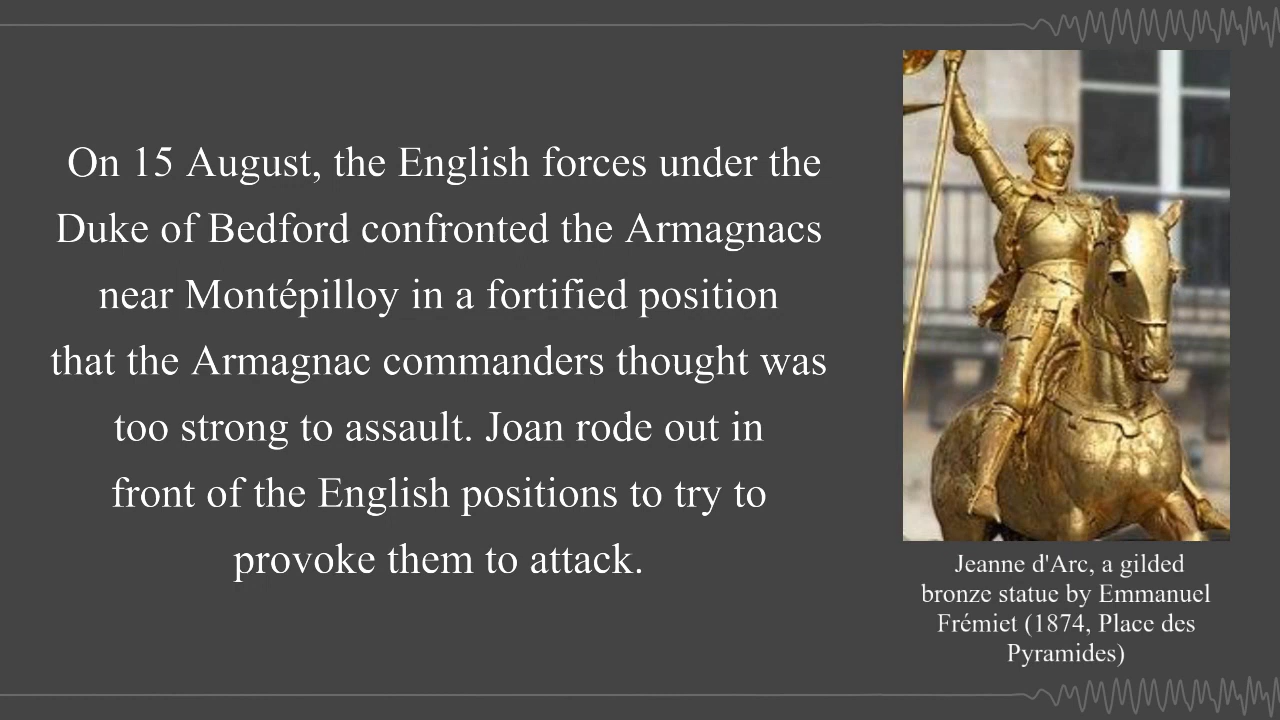 On 15 August, the English forces under the
Duke of Bedford confronted the Armagnacs
near Montépilloy in a fortified position
that the Armagnac commanders thought was
too strong to assault. Joan rode out in
front of the English positions to try to
provoke them to attack.
Jeanne d'Arc, a gilded
bronze statue by Emmanuel
Frémiet (1874, Place des
Pyramides)